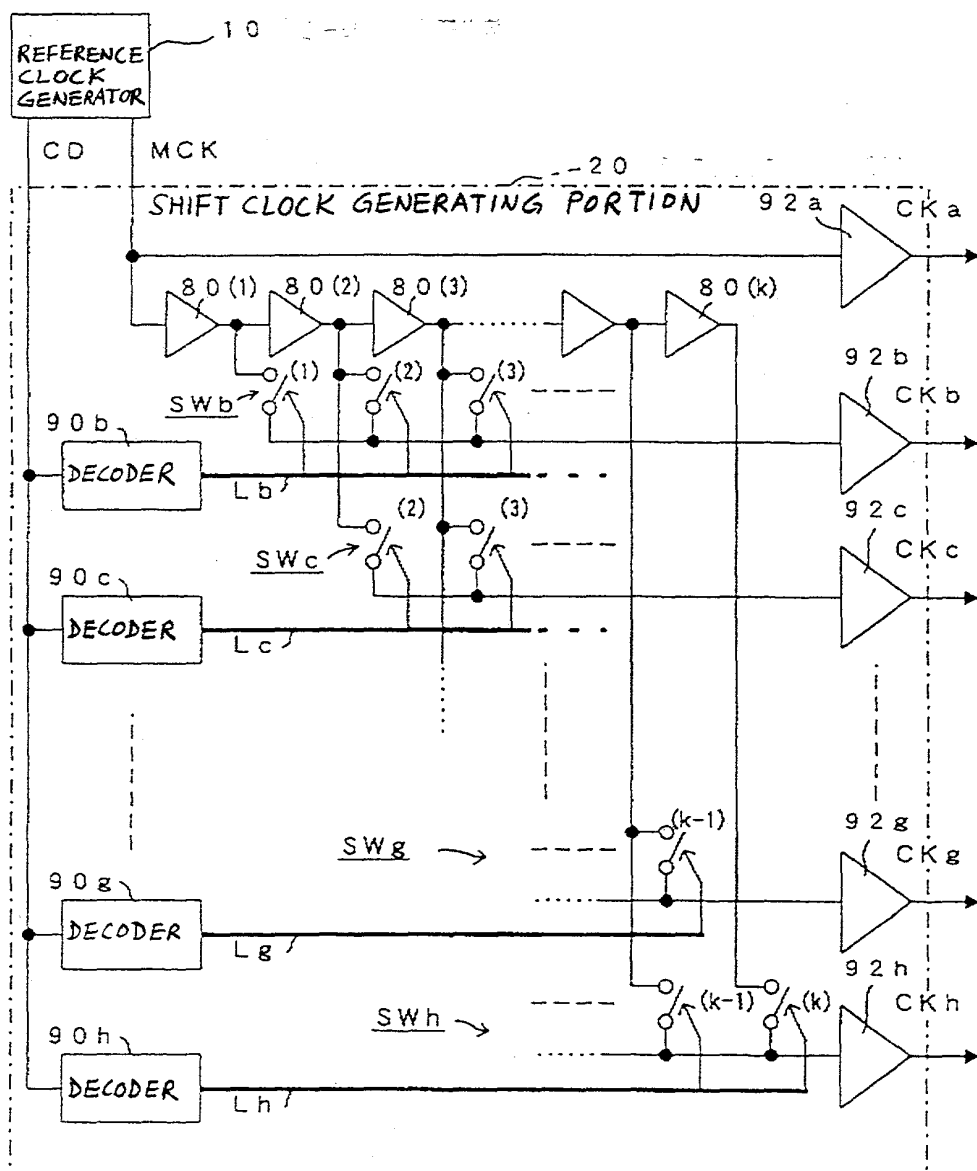 10
REFERENCE
CLOCK
GENERATOR
CD MCK
20
SHIFT CLOCK GENERATING PORTION
92a CKa
80(1) 80(2) 80(3) 80(k)
(1) (2) (3)
SWb
92b CKb
90b
DECODER
Lb
(2) (3)
SWc
92c CKc
90c
DECODER
Lc
(k-1)
SWg
92g CKg
90g
DECODER
Lg
(k-1) (k)
SWh
92h CKh
90h
DECODER
Lh